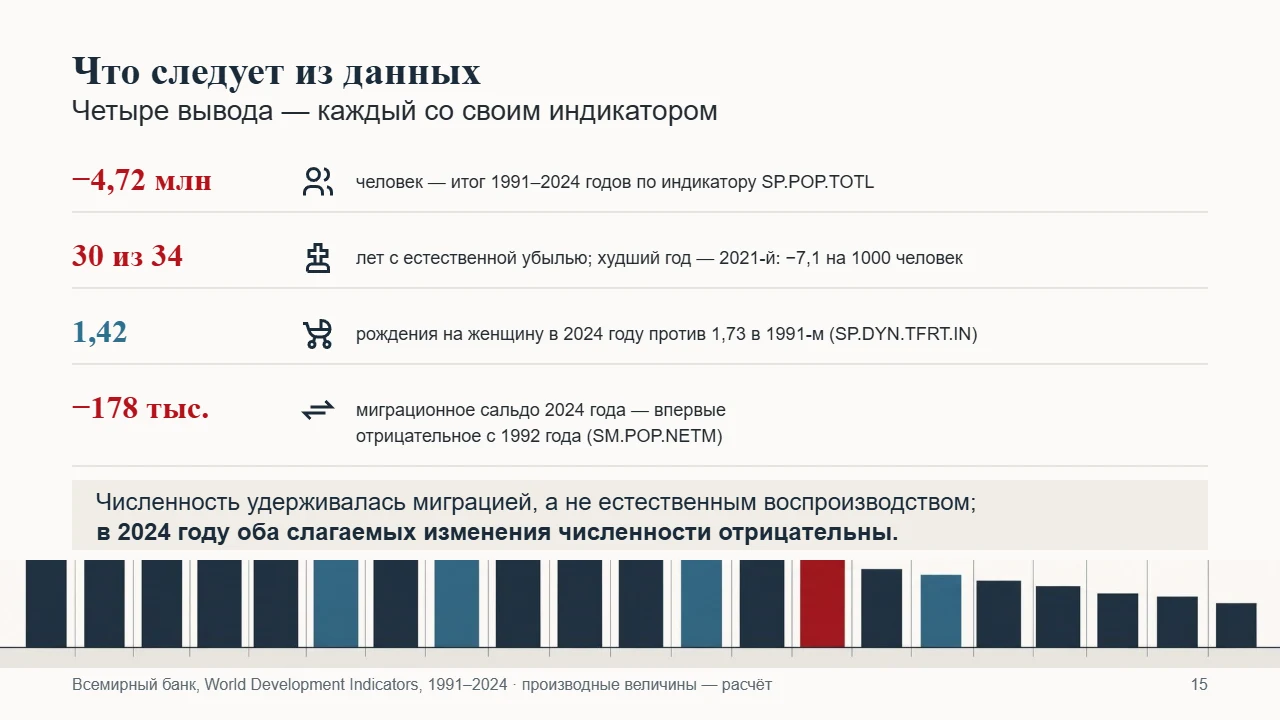 Что следует из данных
Четыре вывода — каждый со своим индикатором
−4,72 млн
человек — итог 1991–2024 годов по индикатору SP.POP.TOTL
30 из 34
лет с естественной убылью; худший год — 2021-й: −7,1 на 1000 человек
1,42
рождения на женщину в 2024 году против 1,73 в 1991-м (SP.DYN.TFRT.IN)
−178 тыс.
миграционное сальдо 2024 года — впервые
отрицательное с 1992 года (SM.POP.NETM)
Численность удерживалась миграцией, а не естественным воспроизводством;
в 2024 году оба слагаемых изменения численности отрицательны.
Всемирный банк, World Development Indicators, 1991–2024 · производные величины — расчёт
15